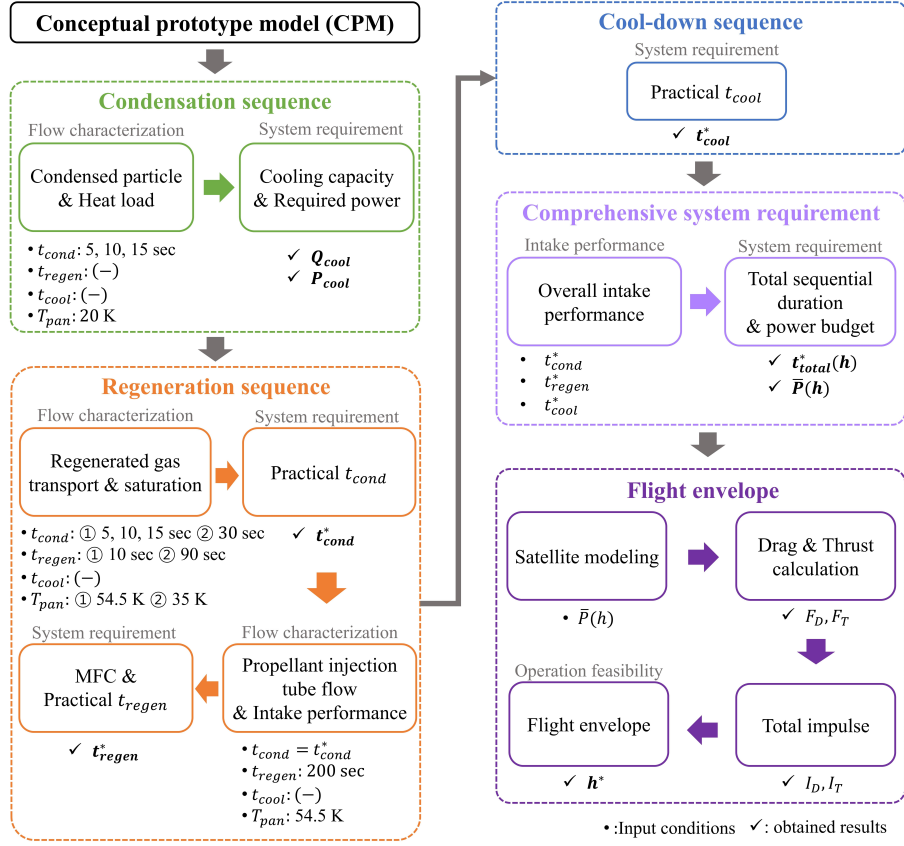 Conceptual prototype model (CPM)
Condensation sequence
Flow characterization
Condensed particle
& Heat load
• t_cond: 5, 10, 15 sec
• t_regen: (−)
• t_cool: (−)
• T_pan: 20 K
System requirement
Cooling capacity
& Required power
✓ Q_cool
✓ P_cool
Regeneration sequence
Flow characterization
Regenerated gas
transport & saturation
• t_cond: ① 5, 10, 15 sec ② 30 sec
• t_regen: ① 10 sec ② 90 sec
• t_cool: (−)
• T_pan: ① 54.5 K ② 35 K
System requirement
Practical t_cond
✓ t*_cond
Flow characterization
Propellant injection
tube flow
& Intake performance
• t_cond = t*_cond
• t_regen: 200 sec
• t_cool: (−)
• T_pan: 54.5 K
System requirement
MFC &
Practical t_regen
✓ t*_regen
Cool-down sequence
System requirement
Practical t_cool
✓ t*_cool
Comprehensive system requirement
Intake performance
Overall intake
performance
• t*_cond
• t*_regen
• t*_cool
System requirement
Total sequential
duration
& power budget
✓ t*_total(h)
✓ P̄(h)
Flight envelope
Satellite modeling
• P̄(h)
Drag & Thrust
calculation
✓ F_D, F_T
Total impulse
✓ I_D, I_T
Operation feasibility
Flight envelope
✓ h*
• :Input conditions ✓: obtained results